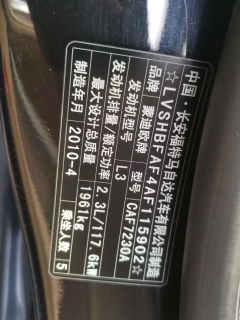 中国·长安福特马自达汽车有限公司制造
☆LVSHBFAF4AF115902☆
品牌 蒙迪欧牌 型号 CAF7230A
发动机型号 L3
发动机排量/额定功率 2.3L/117.6kW
最大设计总质量 1961kg
制造年月 2010-4 乘坐人数 5